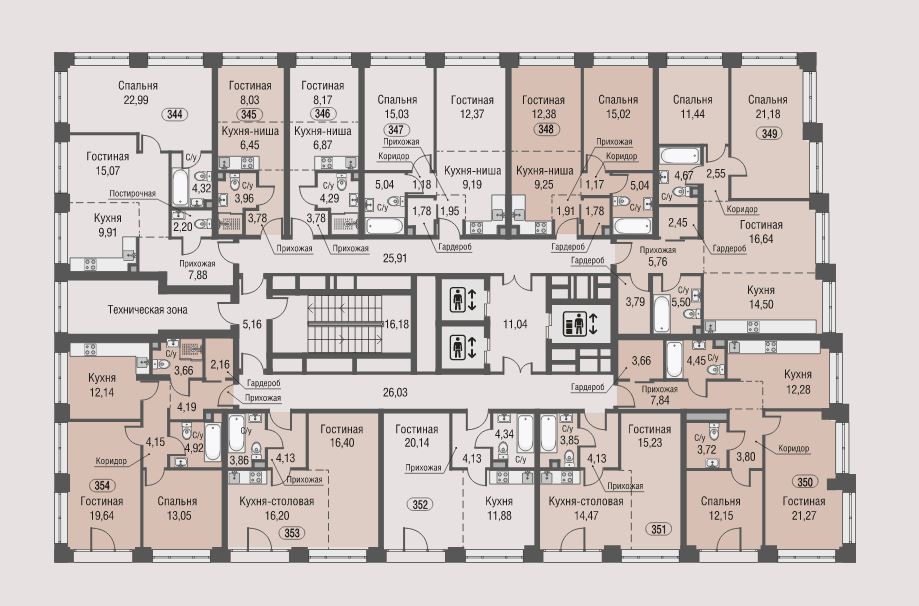 Спальня
22,99
344
Гостиная
8,03
345
Кухня-ниша
6,45
Гостиная
8,17
346
Кухня-ниша
6,87
Спальня
15,03
347
Прихожая
Коридор
Гостиная
12,37
Кухня-ниша
9,19
Гостиная
12,38
348
Кухня-ниша
9,25
Спальня
15,02
Прихожая
Коридор
Спальня
11,44
Спальня
21,18
349
Гостиная
15,07
С/у
4,32
Постирочная
2,20
Кухня
9,91
7,88
С/у
3,96
3,78
Прихожая
С/у
4,29
3,78
Прихожая
5,04
С/у
1,18
1,78
1,95
Гардероб
1,91
1,17
1,78
Гардероб
5,04
С/у
4,67
С/у
2,55
Коридор
2,45
Гардероб
Гостиная
16,64
Прихожая
5,76
Гардероб
3,79
С/у
5,50
Кухня
14,50
Прихожая
25,91
Техническая зона
5,16
16,18
11,04
26,03
Кухня
12,14
С/у
3,66
2,16
Гардероб
Прихожая
4,19
4,15
Коридор
С/у
4,92
354
Гостиная
19,64
Спальня
13,05
С/у
3,86
4,13
Прихожая
Гостиная
16,40
Кухня-столовая
16,20
353
Гостиная
20,14
Прихожая
4,13
4,34
С/у
352
Кухня
11,88
С/у
3,85
4,13
Прихожая
Гостиная
15,23
Кухня-столовая
14,47
351
Гардероб
3,66
Прихожая
7,84
4,45
С/у
Кухня
12,28
С/у
3,72
3,80
Коридор
Спальня
12,15
350
Гостиная
21,27